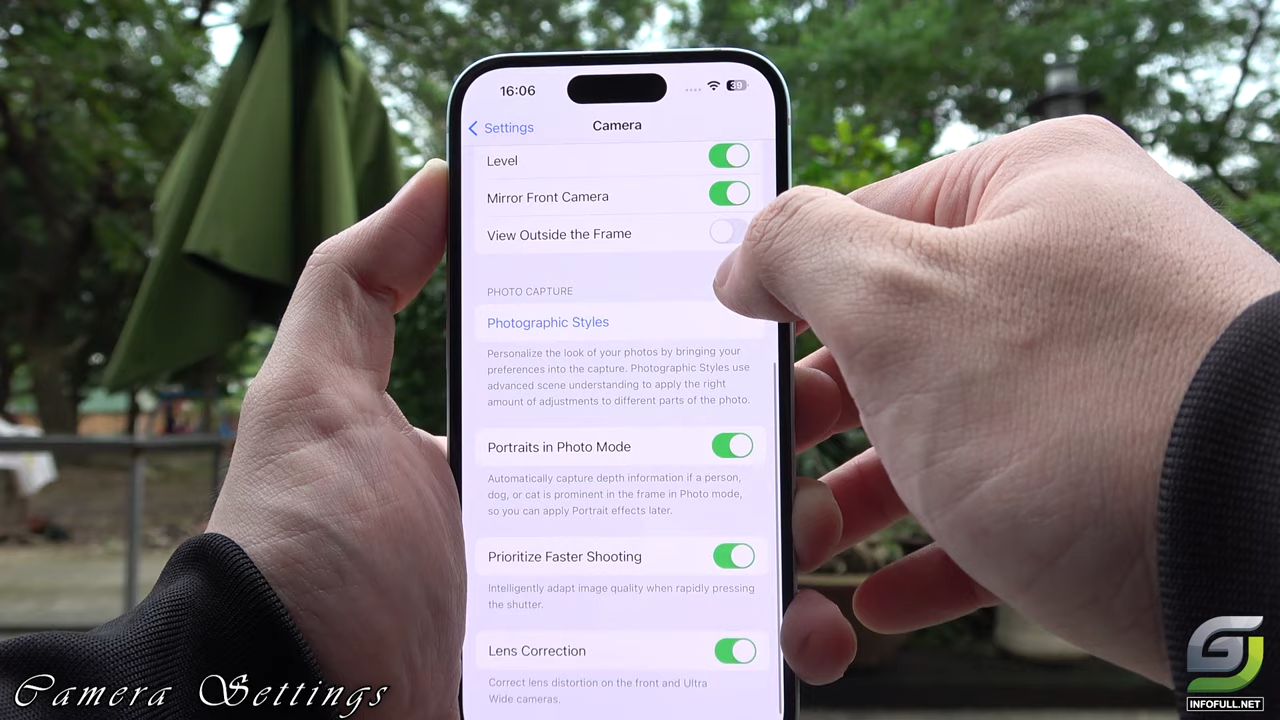 16:06
39
Settings
Camera
Level
Mirror Front Camera
View Outside the Frame
PHOTO CAPTURE
Photographic Styles
Personalize the look of your photos by bringing your
preferences into the capture. Photographic Styles use
advanced scene understanding to apply the right
amount of adjustments to different parts of the photo.
Portraits in Photo Mode
Automatically capture depth information if a person,
dog, or cat is prominent in the frame in Photo mode,
so you can apply Portrait effects later.
Prioritize Faster Shooting
Intelligently adapt image quality when rapidly pressing
the shutter.
Lens Correction
Correct lens distortion on the front and Ultra
Wide cameras.
Camera Settings
INFOFULL.NET